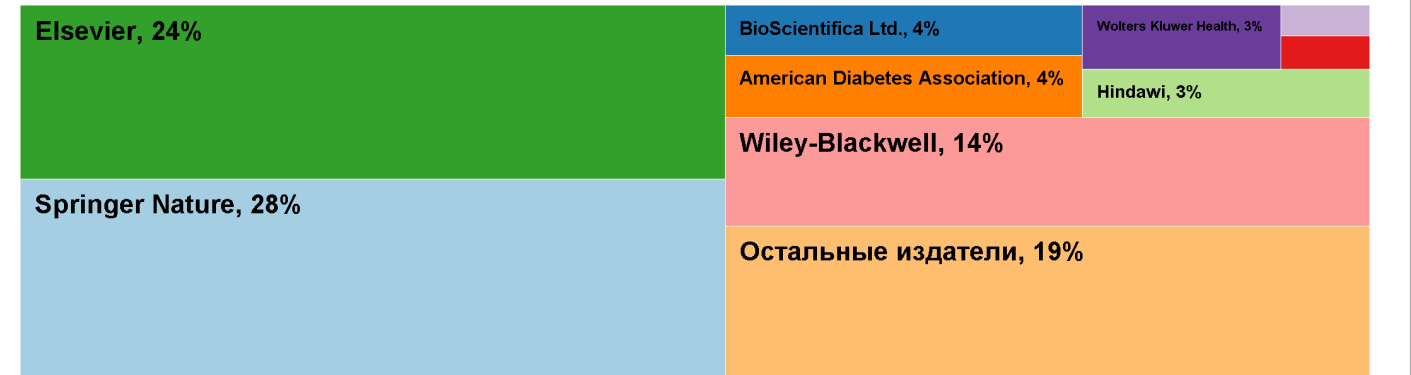 Elsevier, 24%
Springer Nature, 28%
BioScientifica Ltd., 4%
American Diabetes Association, 4%
Wolters Kluwer Health, 3%
Hindawi, 3%
Wiley-Blackwell, 14%
Остальные издатели, 19%